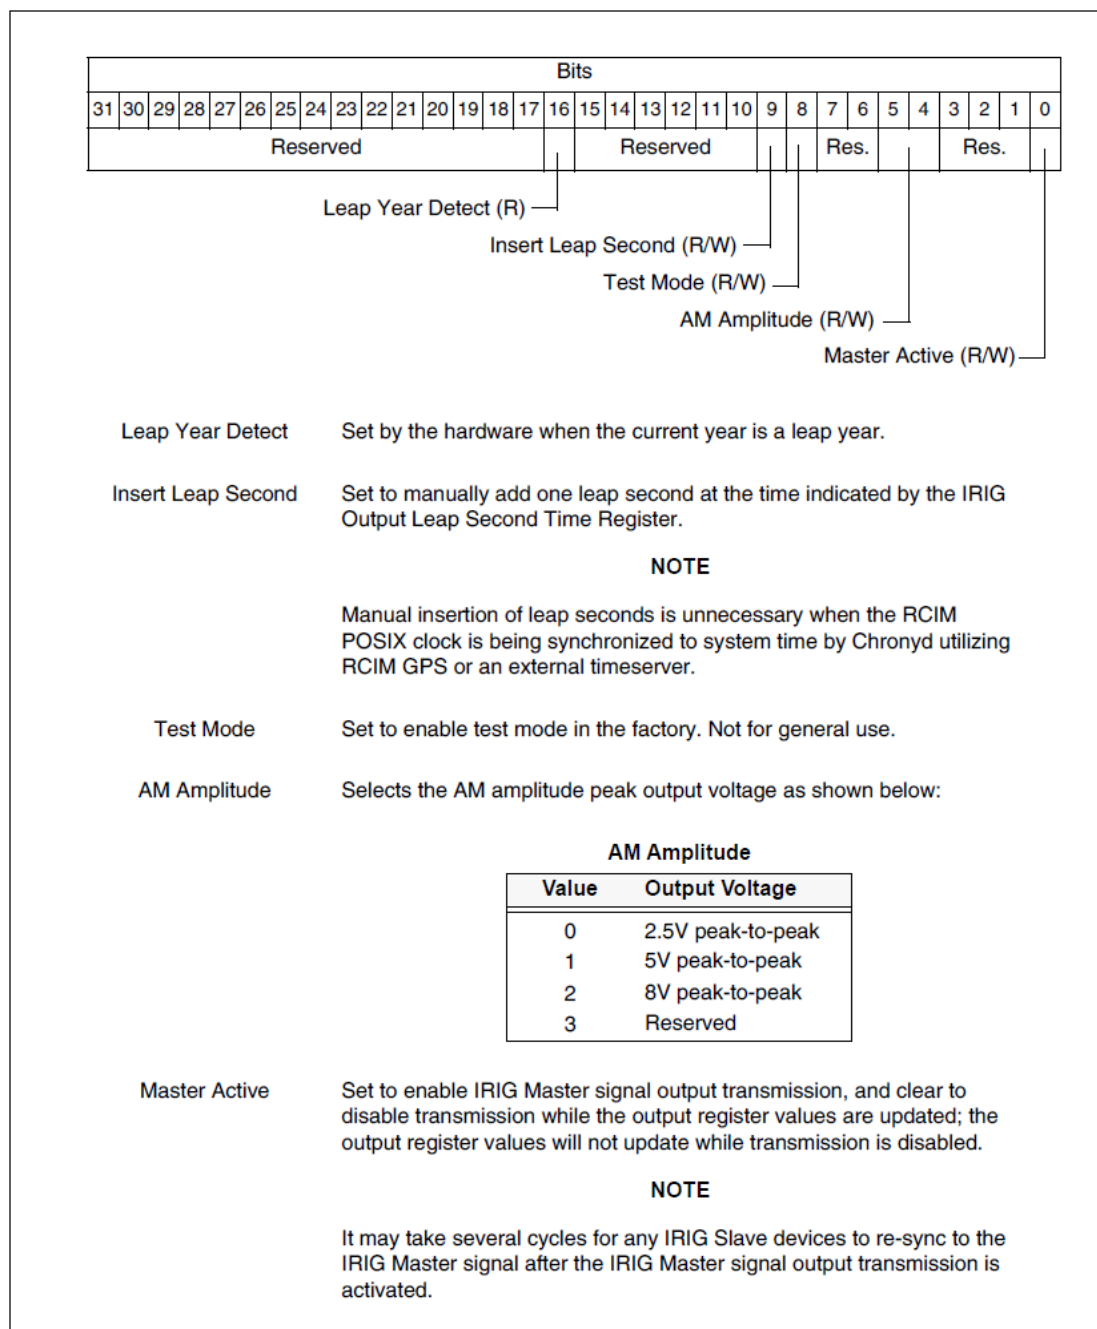 Bits
31 30 29 28 27 26 25 24 23 22 21 20 19 18 17 16 15 14 13 12 11 10 9 8 7 6 5 4 3 2 1 0
Reserved Reserved Res. Res.
Leap Year Detect (R)
Insert Leap Second (R/W)
Test Mode (R/W)
AM Amplitude (R/W)
Master Active (R/W)
Leap Year Detect Set by the hardware when the current year is a leap year.
Insert Leap Second Set to manually add one leap second at the time indicated by the IRIG
Output Leap Second Time Register.
NOTE
Manual insertion of leap seconds is unnecessary when the RCIM
POSIX clock is being synchronized to system time by Chronyd utilizing
RCIM GPS or an external timeserver.
Test Mode Set to enable test mode in the factory. Not for general use.
AM Amplitude Selects the AM amplitude peak output voltage as shown below:
AM Amplitude
Value Output Voltage
0 2.5V peak-to-peak
1 5V peak-to-peak
2 8V peak-to-peak
3 Reserved
Master Active Set to enable IRIG Master signal output transmission, and clear to
disable transmission while the output register values are updated; the
output register values will not update while transmission is disabled.
NOTE
It may take several cycles for any IRIG Slave devices to re-sync to the
IRIG Master signal after the IRIG Master signal output transmission is
activated.